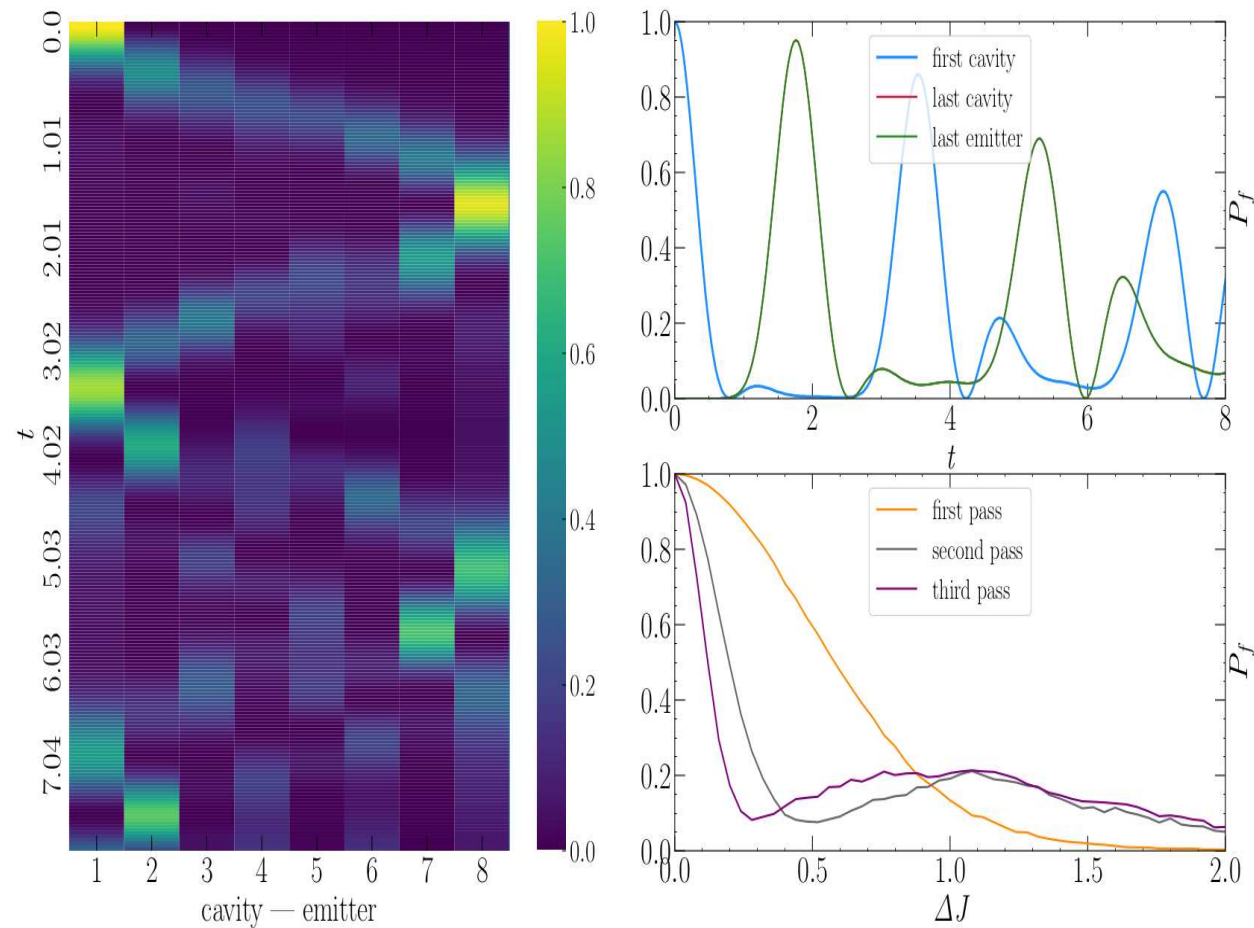 0.0
1.01
2.01
3.02
4.02
5.03
6.03
7.04
t
1 2 3 4 5 6 7 8
cavity — emitter
1.0
0.8
0.6
0.4
0.2
0.0
1.0
0.8
0.6
0.4
0.2
0.0
first cavity
last cavity
last emitter
P_f
0 2 4 6 8
t
1.0
0.8
0.6
0.4
0.2
0.0
first pass
second pass
third pass
P_f
0.0 0.5 1.0 1.5 2.0
ΔJ